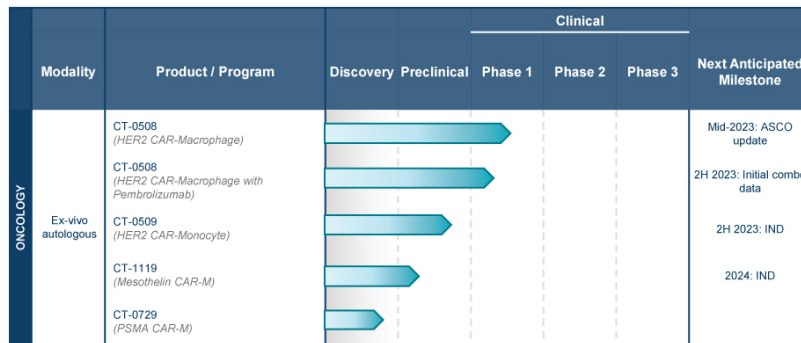 Clinical
Modality Product / Program Discovery Preclinical Phase 1 Phase 2 Phase 3 Next Anticipated
Milestone
ONCOLOGY
Ex-vivo
autologous
CT-0508
(HER2 CAR-Macrophage)
Mid-2023: ASCO
update
CT-0508
(HER2 CAR-Macrophage with
Pembrolizumab)
2H 2023: Initial combo
data
CT-0509
(HER2 CAR-Monocyte)
2H 2023: IND
CT-1119
(Mesothelin CAR-M)
2024: IND
CT-0729
(PSMA CAR-M)